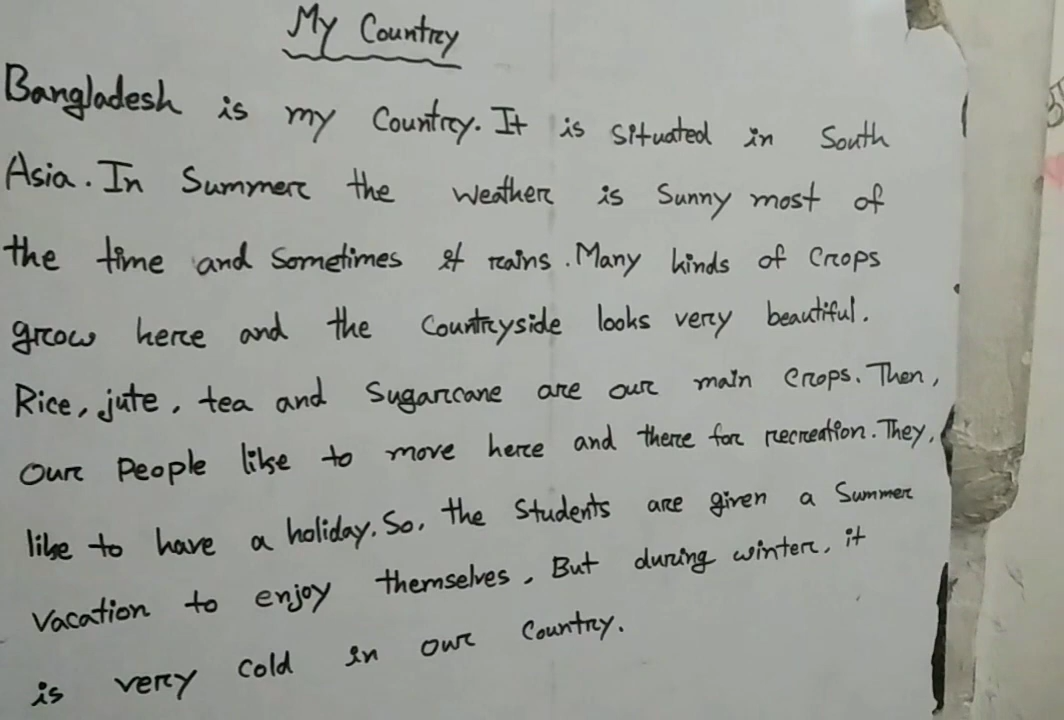 My Country
Bangladesh is my Country. It is situated in South
Asia. In Summer the weather is Sunny most of
the time and Sometimes it rains. Many kinds of Crops
grow here and the Countryside looks very beautiful.
Rice, jute, tea and Sugarcane are our main crops. Then,
our people like to move here and there for recreation. They,
like to have a holiday. So, the Students are given a Summer
Vacation to enjoy themselves, But during winter, it
is very cold in our Country.